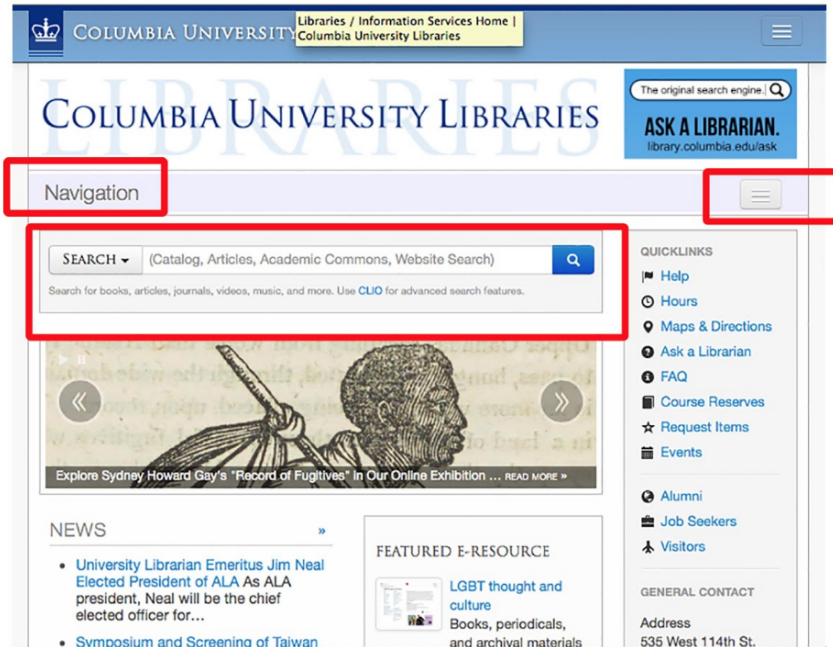 COLUMBIA UNIVERSITY
Libraries / Information Services Home |
Columbia University Libraries
LIBRARIES
COLUMBIA UNIVERSITY LIBRARIES
The original search engine.
ASK A LIBRARIAN.
library.columbia.edu/ask
Navigation
SEARCH
(Catalog, Articles, Academic Commons, Website Search)
Search for books, articles, journals, videos, music, and more. Use CLIO for advanced search features.
Explore Sydney Howard Gay's "Record of Fugitives" in Our Online Exhibition ... READ MORE »
NEWS »
University Librarian Emeritus Jim Neal
Elected President of ALA As ALA
president, Neal will be the chief
elected officer for...
Symposium and Screening of Taiwan
FEATURED E-RESOURCE
LGBT thought and
culture
Books, periodicals,
and archival materials
QUICKLINKS
Help
Hours
Maps & Directions
Ask a Librarian
FAQ
Course Reserves
Request Items
Events
Alumni
Job Seekers
Visitors
GENERAL CONTACT
Address
535 West 114th St.